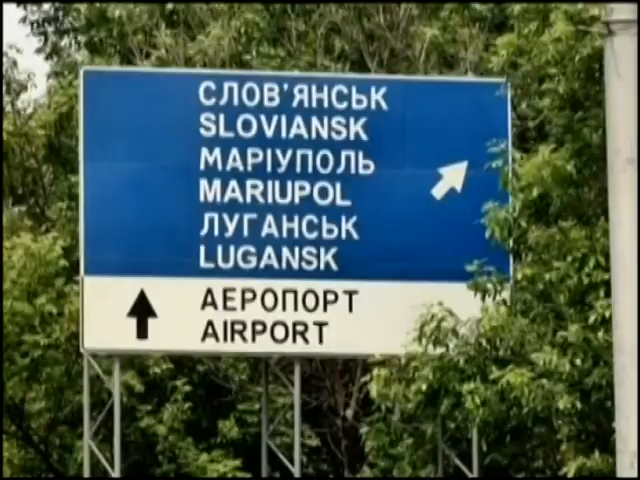 СЛОВ'ЯНСЬК
SLOVIANSK
МАРІУПОЛЬ
MARIUPOL
ЛУГАНСЬК
LUGANSK
АЕРОПОРТ
AIRPORT